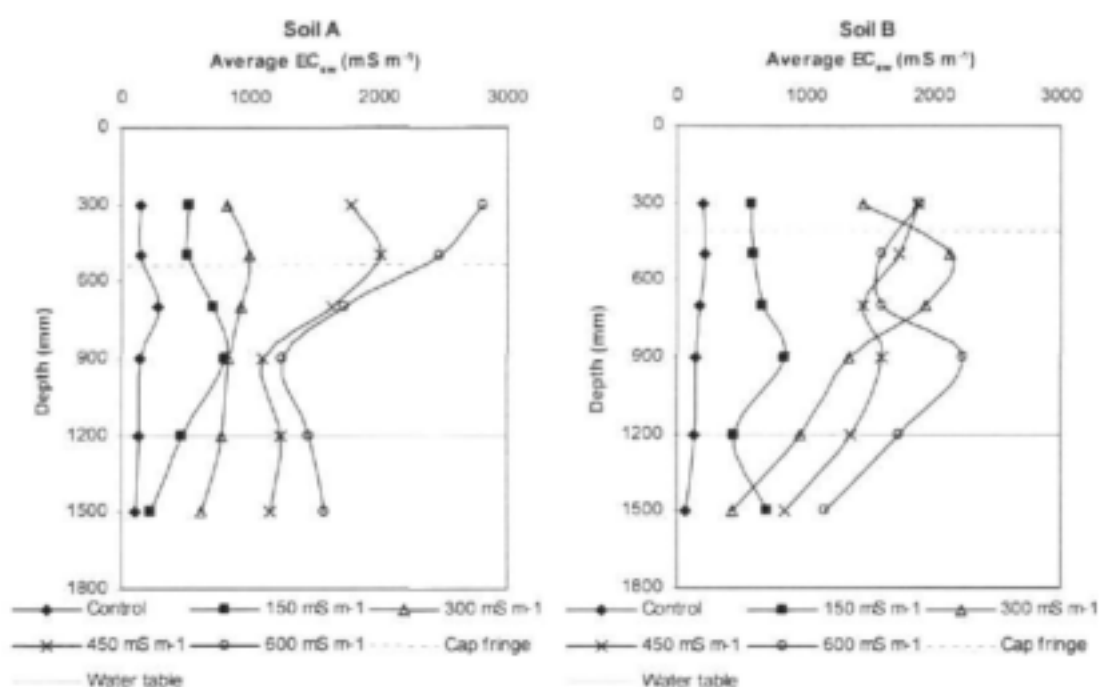 Soil A
Average ECsw (mS m⁻¹)
0 1000 2000 3000
0
300
600
900
1200
1500
1800
Depth (mm)
Control 150 mS m-1 300 mS m-1
450 mS m-1 600 mS m-1 Cap fringe
Water table
Soil B
Average ECsw (mS m⁻¹)
0 1000 2000 3000
0
300
600
900
1200
1500
1800
Depth (mm)
Control 150 mS m-1 300 mS m-1
450 mS m-1 600 mS m-1 Cap fringe
Water table